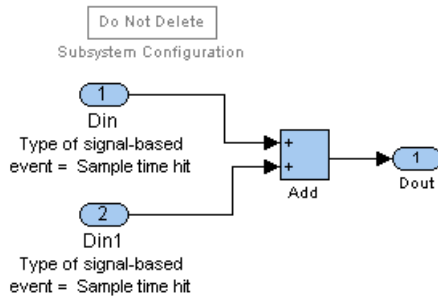 Do Not Delete
Subsystem Configuration
1
Din
Type of signal-based
event = Sample time hit
+
+
Add
1
Dout
2
Din1
Type of signal-based
event = Sample time hit